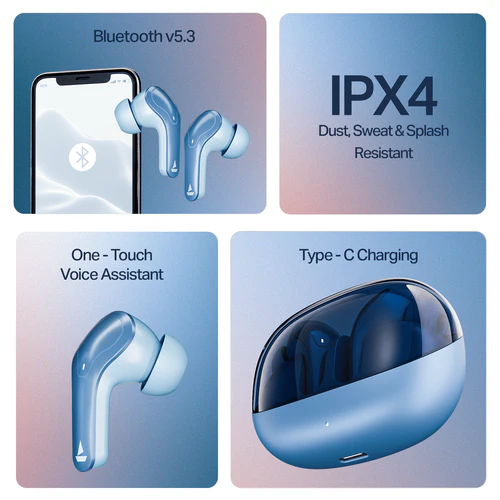 Bluetooth v5.3
IPX4
Dust, Sweat & Splash
Resistant
One - Touch
Voice Assistant
Type - C Charging